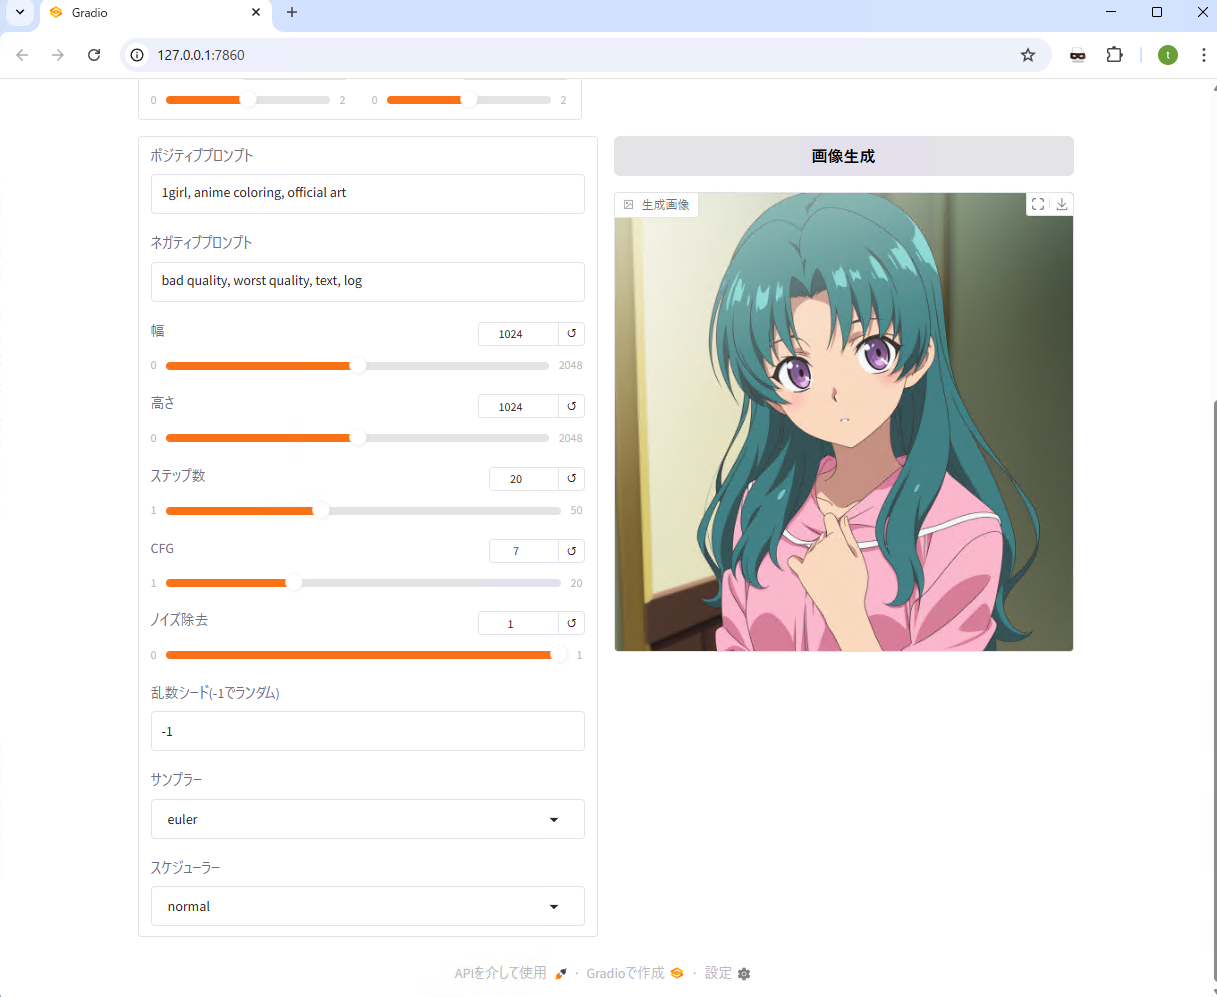 Gradio
127.0.0.1:7860
t
0 2 0 2
ポジティブプロンプト
1girl, anime coloring, official art
ネガティブプロンプト
bad quality, worst quality, text, log
幅
1024 ↺
0 2048
高さ
1024 ↺
0 2048
ステップ数
20 ↺
1 50
CFG
7 ↺
1 20
ノイズ除去
1 ↺
0 1
乱数シード(-1でランダム)
-1
サンプラー
euler
スケジューラー
normal
画像生成
生成画像
APIを介して使用 · Gradioで作成 · 設定